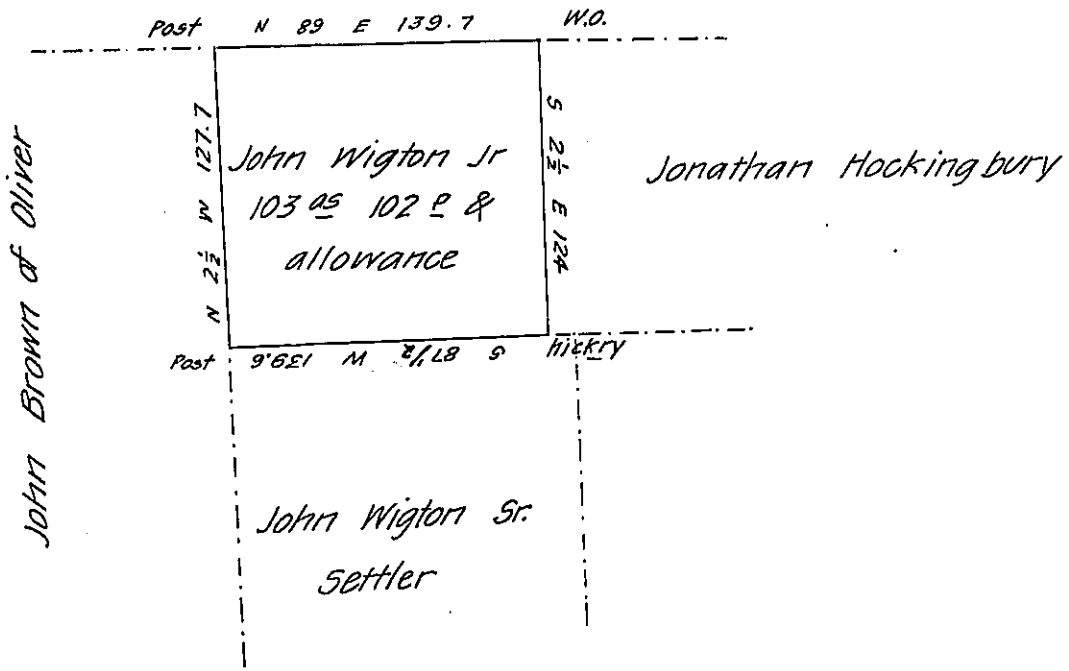 Post N 89 E 139.7 W.O.
N 2½ W 127.7
John Wigton Jr
103 as 102 P &
allowance
S 2½ E 124
Jonathan Hockingbury
John Brown of Oliver
Post S 87½ W 139.6 hickry
John Wigton Sr.
Settler